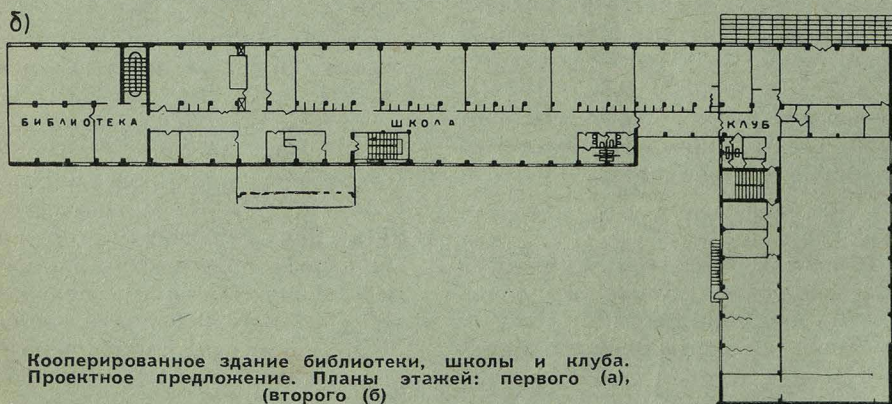 б)
БИБЛИОТЕКА ШКОЛА КЛУБ
Кооперированное здание библиотеки, школы и клуба.
Проектное предложение. Планы этажей: первого (а),
(второго (б)